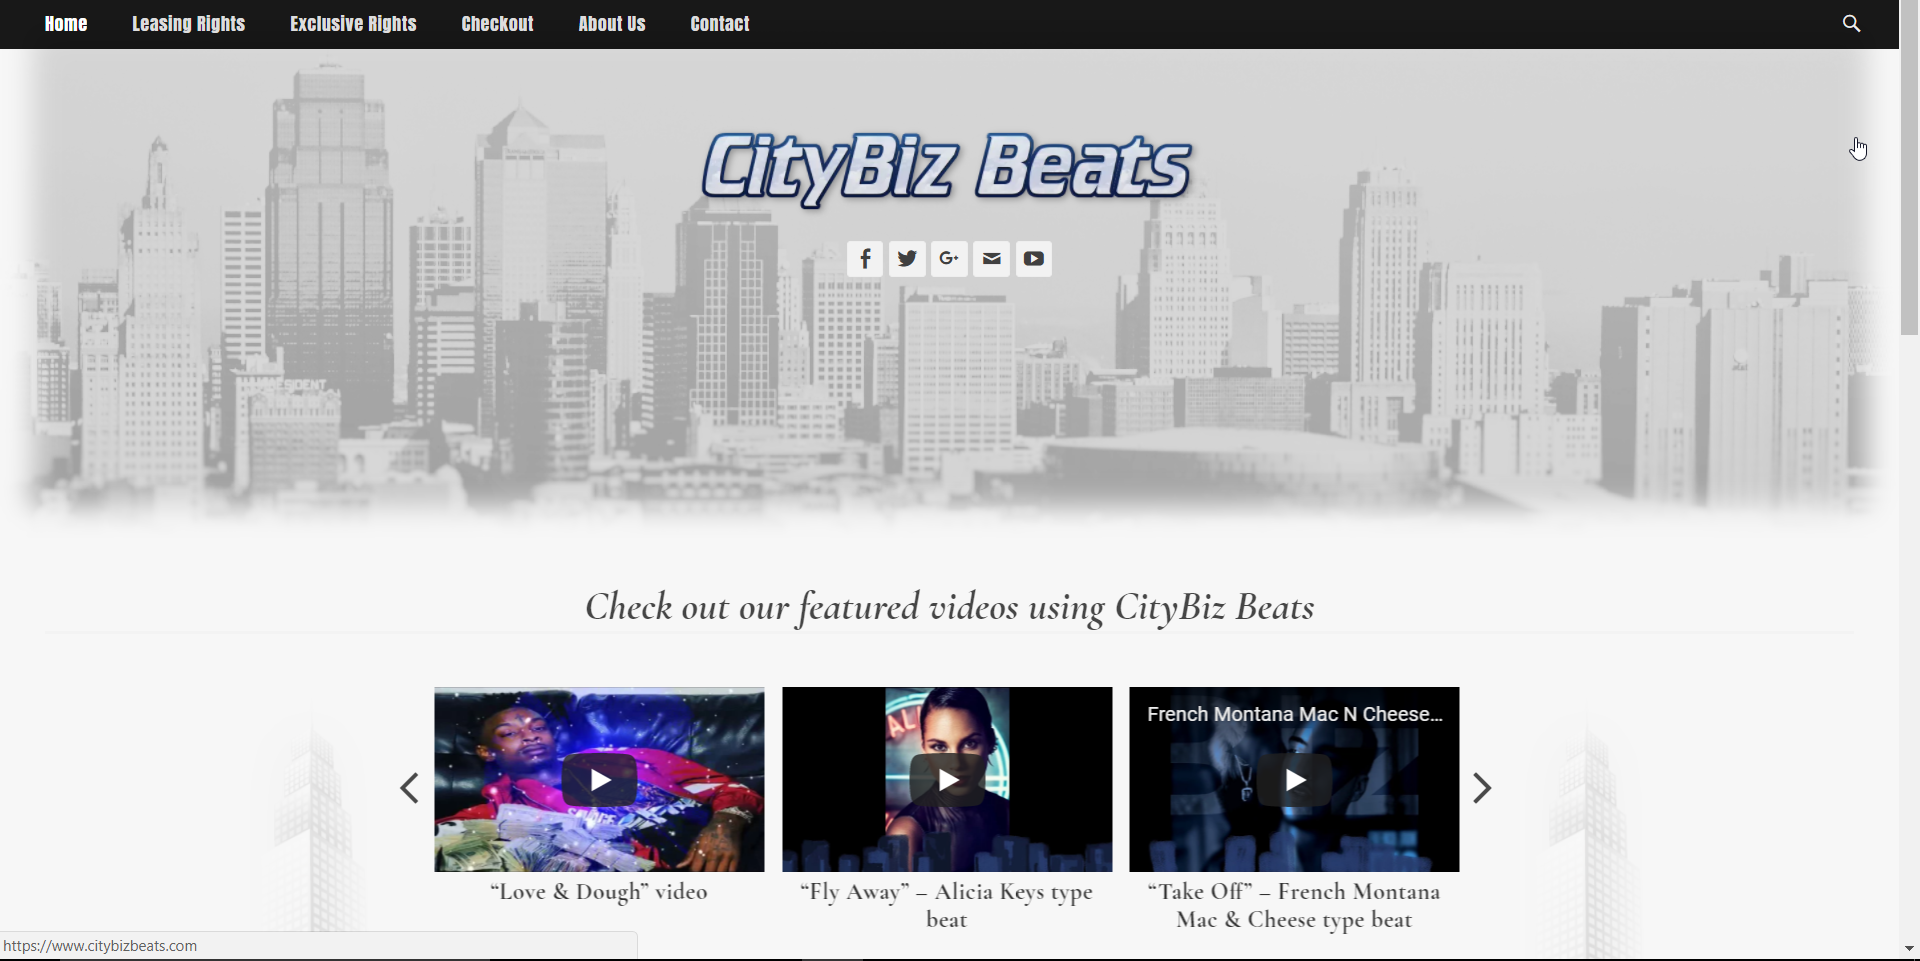 Home Leasing Rights Exclusive Rights Checkout About Us Contact
CityBiz Beats
PRESIDENT
Check out our featured videos using CityBiz Beats
French Montana Mac N Cheese...
“Love & Dough” video
“Fly Away” – Alicia Keys type
beat
“Take Off” – French Montana
Mac & Cheese type beat
https://www.citybizbeats.com